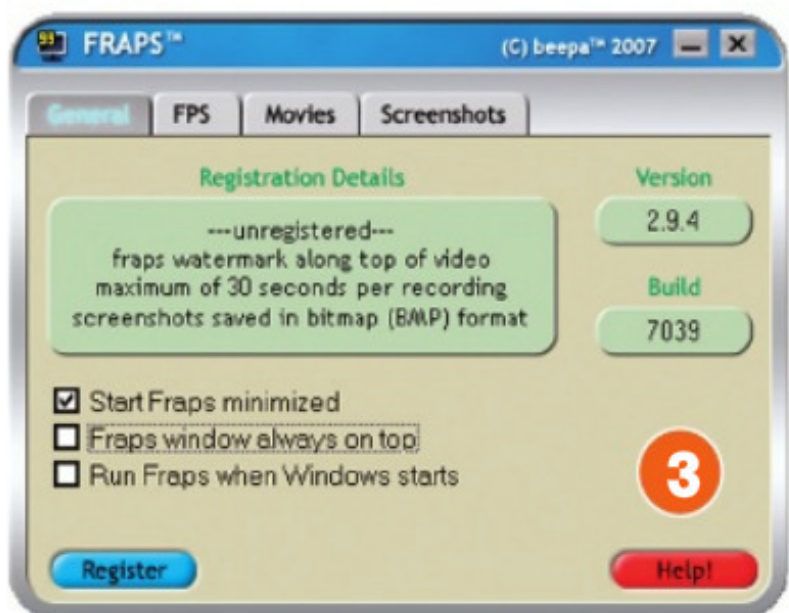 99
FRAPS™
(C) beepa™ 2007
General
FPS
Movies
Screenshots
Registration Details
---unregistered---
fraps watermark along top of video
maximum of 30 seconds per recording
screenshots saved in bitmap (BMP) format
Version
2.9.4
Build
7039
Start Fraps minimized
Fraps window always on top
Run Fraps when Windows starts
3
Register
Help!